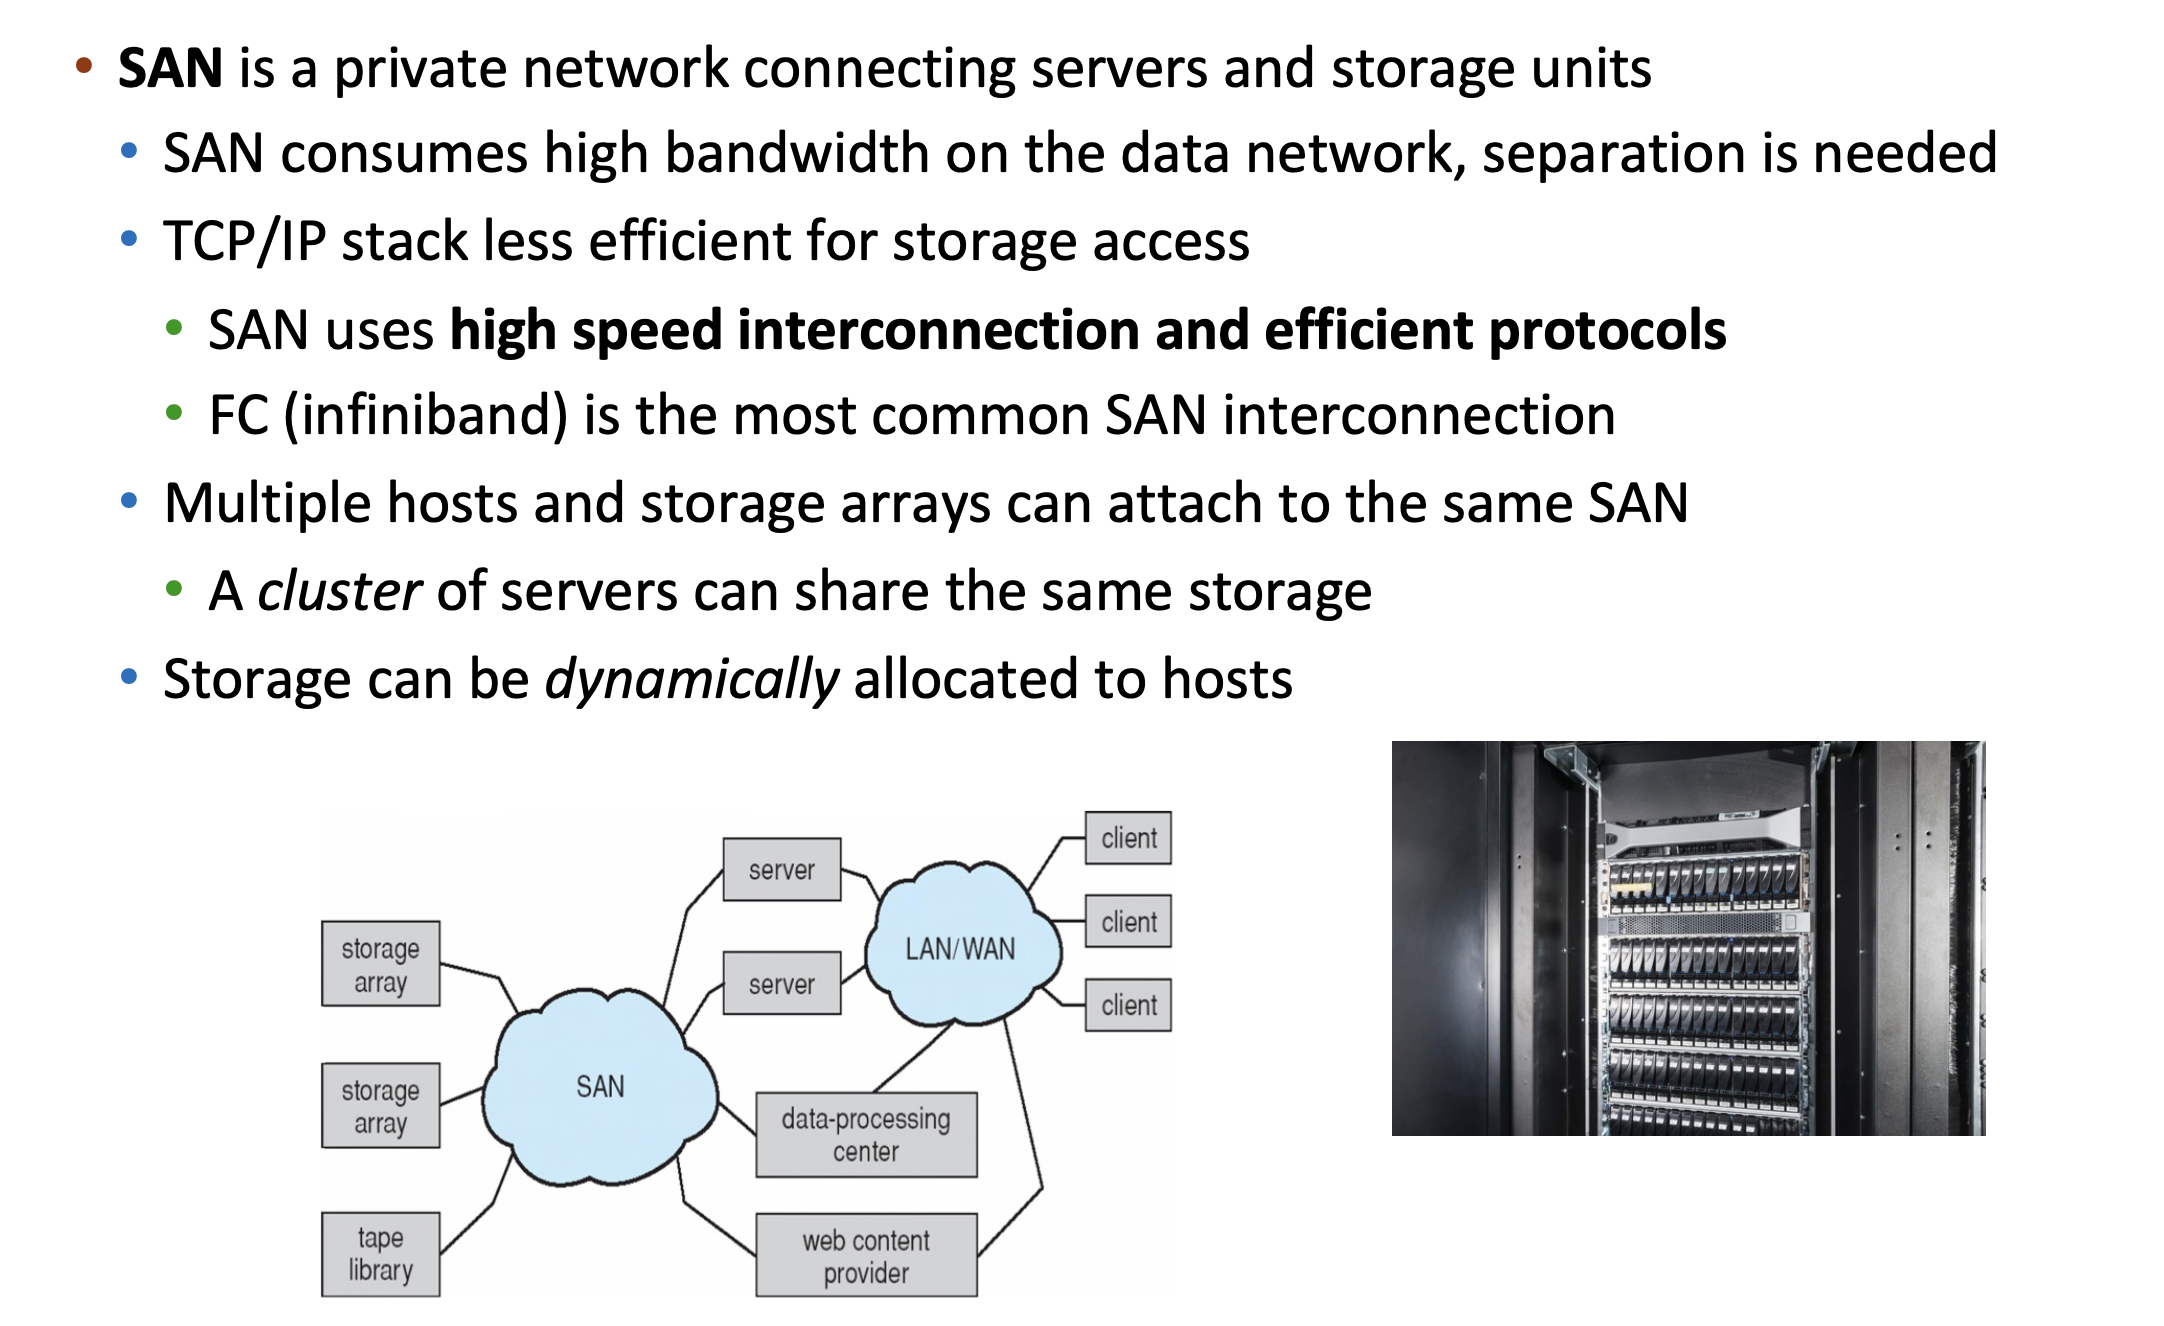 SAN is a private network connecting servers and storage units
SAN consumes high bandwidth on the data network, separation is needed
TCP/IP stack less efficient for storage access
SAN uses high speed interconnection and efficient protocols
FC (infiniband) is the most common SAN interconnection
Multiple hosts and storage arrays can attach to the same SAN
A cluster of servers can share the same storage
Storage can be dynamically allocated to hosts
storage
array
storage
array
tape
library
SAN
server
server
data-processing
center
web content
provider
LAN/WAN
client
client
client